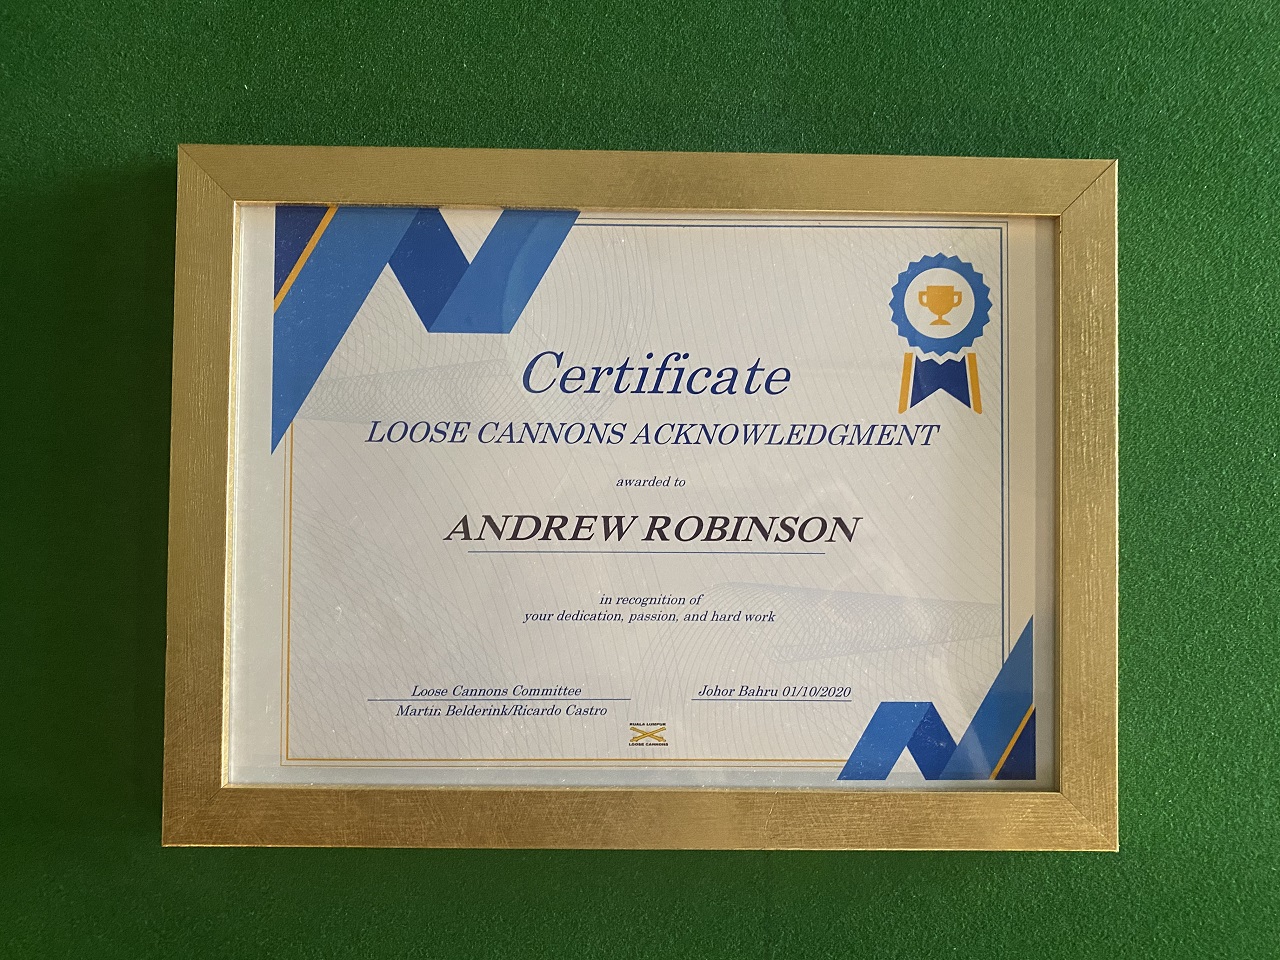 Certificate
LOOSE CANNONS ACKNOWLEDGMENT
awarded to
ANDREW ROBINSON
in recognition of
your dedication, passion, and hard work
Loose Cannons Committee
Martin Belderink/Ricardo Castro
Johor Bahru 01/10/2020
KUALA LUMPUR
LOOSE CANNONS